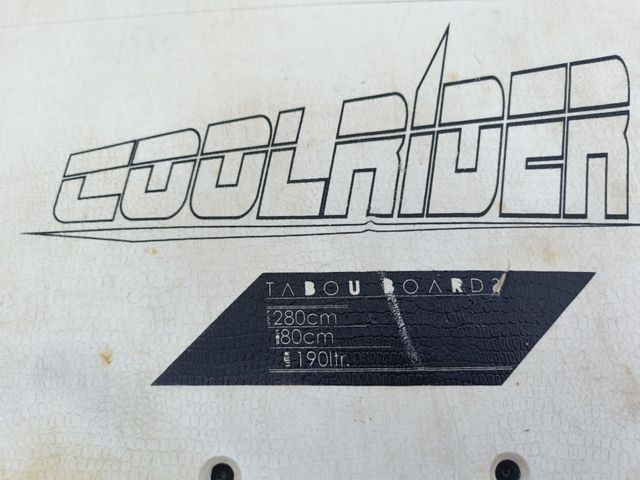 COOLRIDER
TABOU BOARDS
280cm
80cm
190ltr.